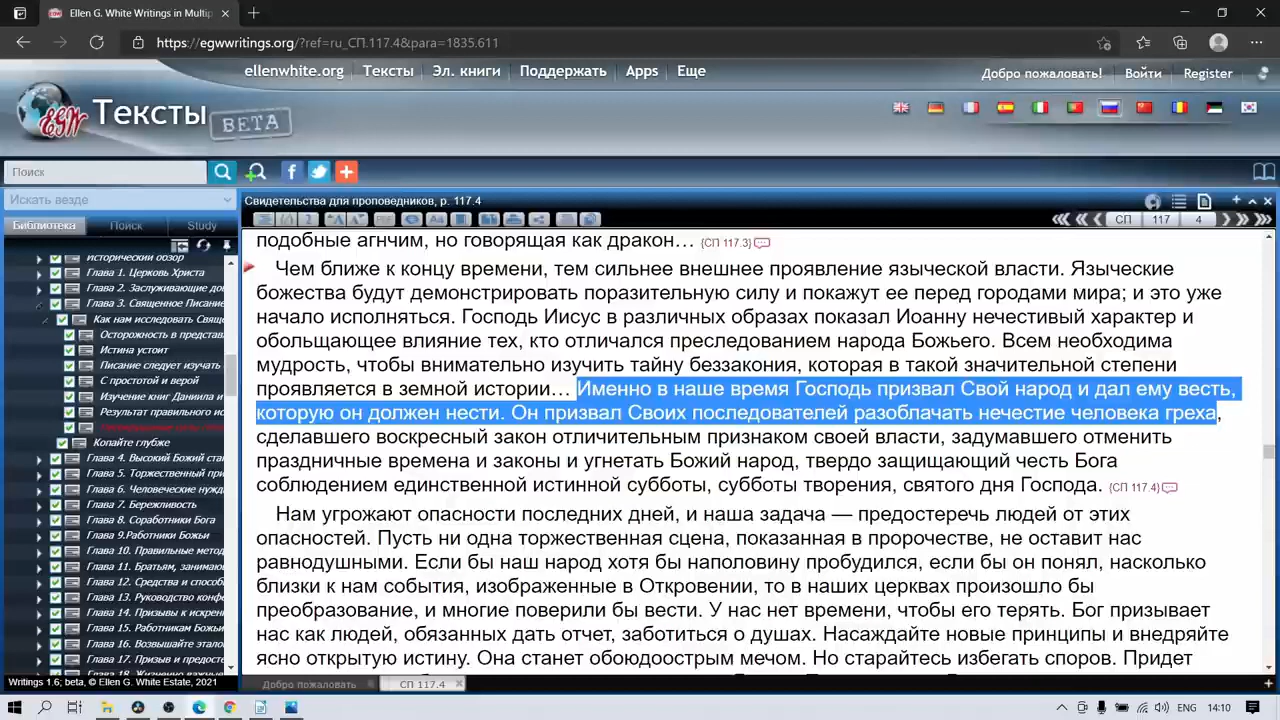 Ellen G. White Writings in Multip
https://egwwritings.org/?ref=ru_СП.117.4&para=1835.611
ellenwhite.org Тексты Эл. книги Поддержать Apps Еще
Добро пожаловать! Войти Register
EGW Тексты BETA
Поиск
Искать везде
Библиотека Поиск Study
Исторический обзор
Глава 1. Церковь Христа
Глава 2. Заслуживающие до
Глава 3. Священное Писание
Как нам исследовать Свяще
Осторожность в представ
Истина устоит
Писание следует изучать
С простотой и верой
Изучение книг Даниила и
Результат правильного ис
Копайте глубже
Глава 4. Высокий Божий ста
Глава 5. Торжественный при
Глава 6. Человеческие нужд
Глава 7. Бережливость
Глава 8. Соработники Бога
Глава 9.Работники Божьи
Глава 10. Правильные метод
Глава 11. Братьям, занимаю
Глава 12. Средства и способ
Глава 13. Руководство конфе
Глава 14. Призывы к искрен
Глава 15. Работникам Божьи
Глава 16. Возвышайте этало
Глава 17. Призыв и предосте
Writings 1.6; beta, © Ellen G. White Estate, 2021
Свидетельства для проповедников, p. 117.4
СП 117 4
подобные агнчим, но говорящая как дракон… {СП 117.3}
Чем ближе к концу времени, тем сильнее внешнее проявление языческой власти. Языческие
божества будут демонстрировать поразительную силу и покажут ее перед городами мира; и это уже
начало исполняться. Господь Иисус в различных образах показал Иоанну нечестивый характер и
обольщающее влияние тех, кто отличался преследованием народа Божьего. Всем необходима
мудрость, чтобы внимательно изучить тайну беззакония, которая в такой значительной степени
проявляется в земной истории… Именно в наше время Господь призвал Свой народ и дал ему весть,
которую он должен нести. Он призвал Своих последователей разоблачать нечестие человека греха,
сделавшего воскресный закон отличительным признаком своей власти, задумавшего отменить
праздничные времена и законы и угнетать Божий народ, твердо защищающий честь Бога
соблюдением единственной истинной субботы, субботы творения, святого дня Господа. {СП 117.4}
Нам угрожают опасности последних дней, и наша задача — предостеречь людей от этих
опасностей. Пусть ни одна торжественная сцена, показанная в пророчестве, не оставит нас
равнодушными. Если бы наш народ хотя бы наполовину пробудился, если бы он понял, насколько
близки к нам события, изображенные в Откровении, то в наших церквах произошло бы
преобразование, и многие поверили бы вести. У нас нет времени, чтобы его терять. Бог призывает
нас как людей, обязанных дать отчет, заботиться о душах. Насаждайте новые принципы и внедряйте
ясно открытую истину. Она станет обоюдоострым мечом. Но старайтесь избегать споров. Придет
Добро пожаловать СП 117.4
ENG 14:10